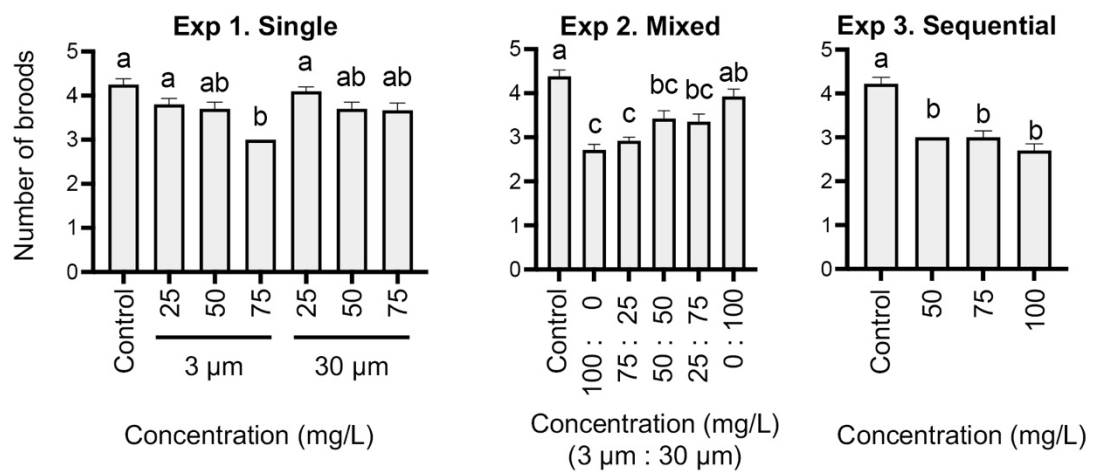 Exp 1. Single
Number of broods
5
4
3
2
1
0
a
a
ab
b
a
ab
ab
Control
25
50
75
25
50
75
3 µm
30 µm
Concentration (mg/L)
Exp 2. Mixed
5
4
3
2
1
0
a
c
c
bc
bc
ab
Control
100 : 0
75 : 25
50 : 50
25 : 75
0 : 100
Concentration (mg/L)
(3 µm : 30 µm)
Exp 3. Sequential
5
4
3
2
1
0
a
b
b
b
Control
50
75
100
Concentration (mg/L)